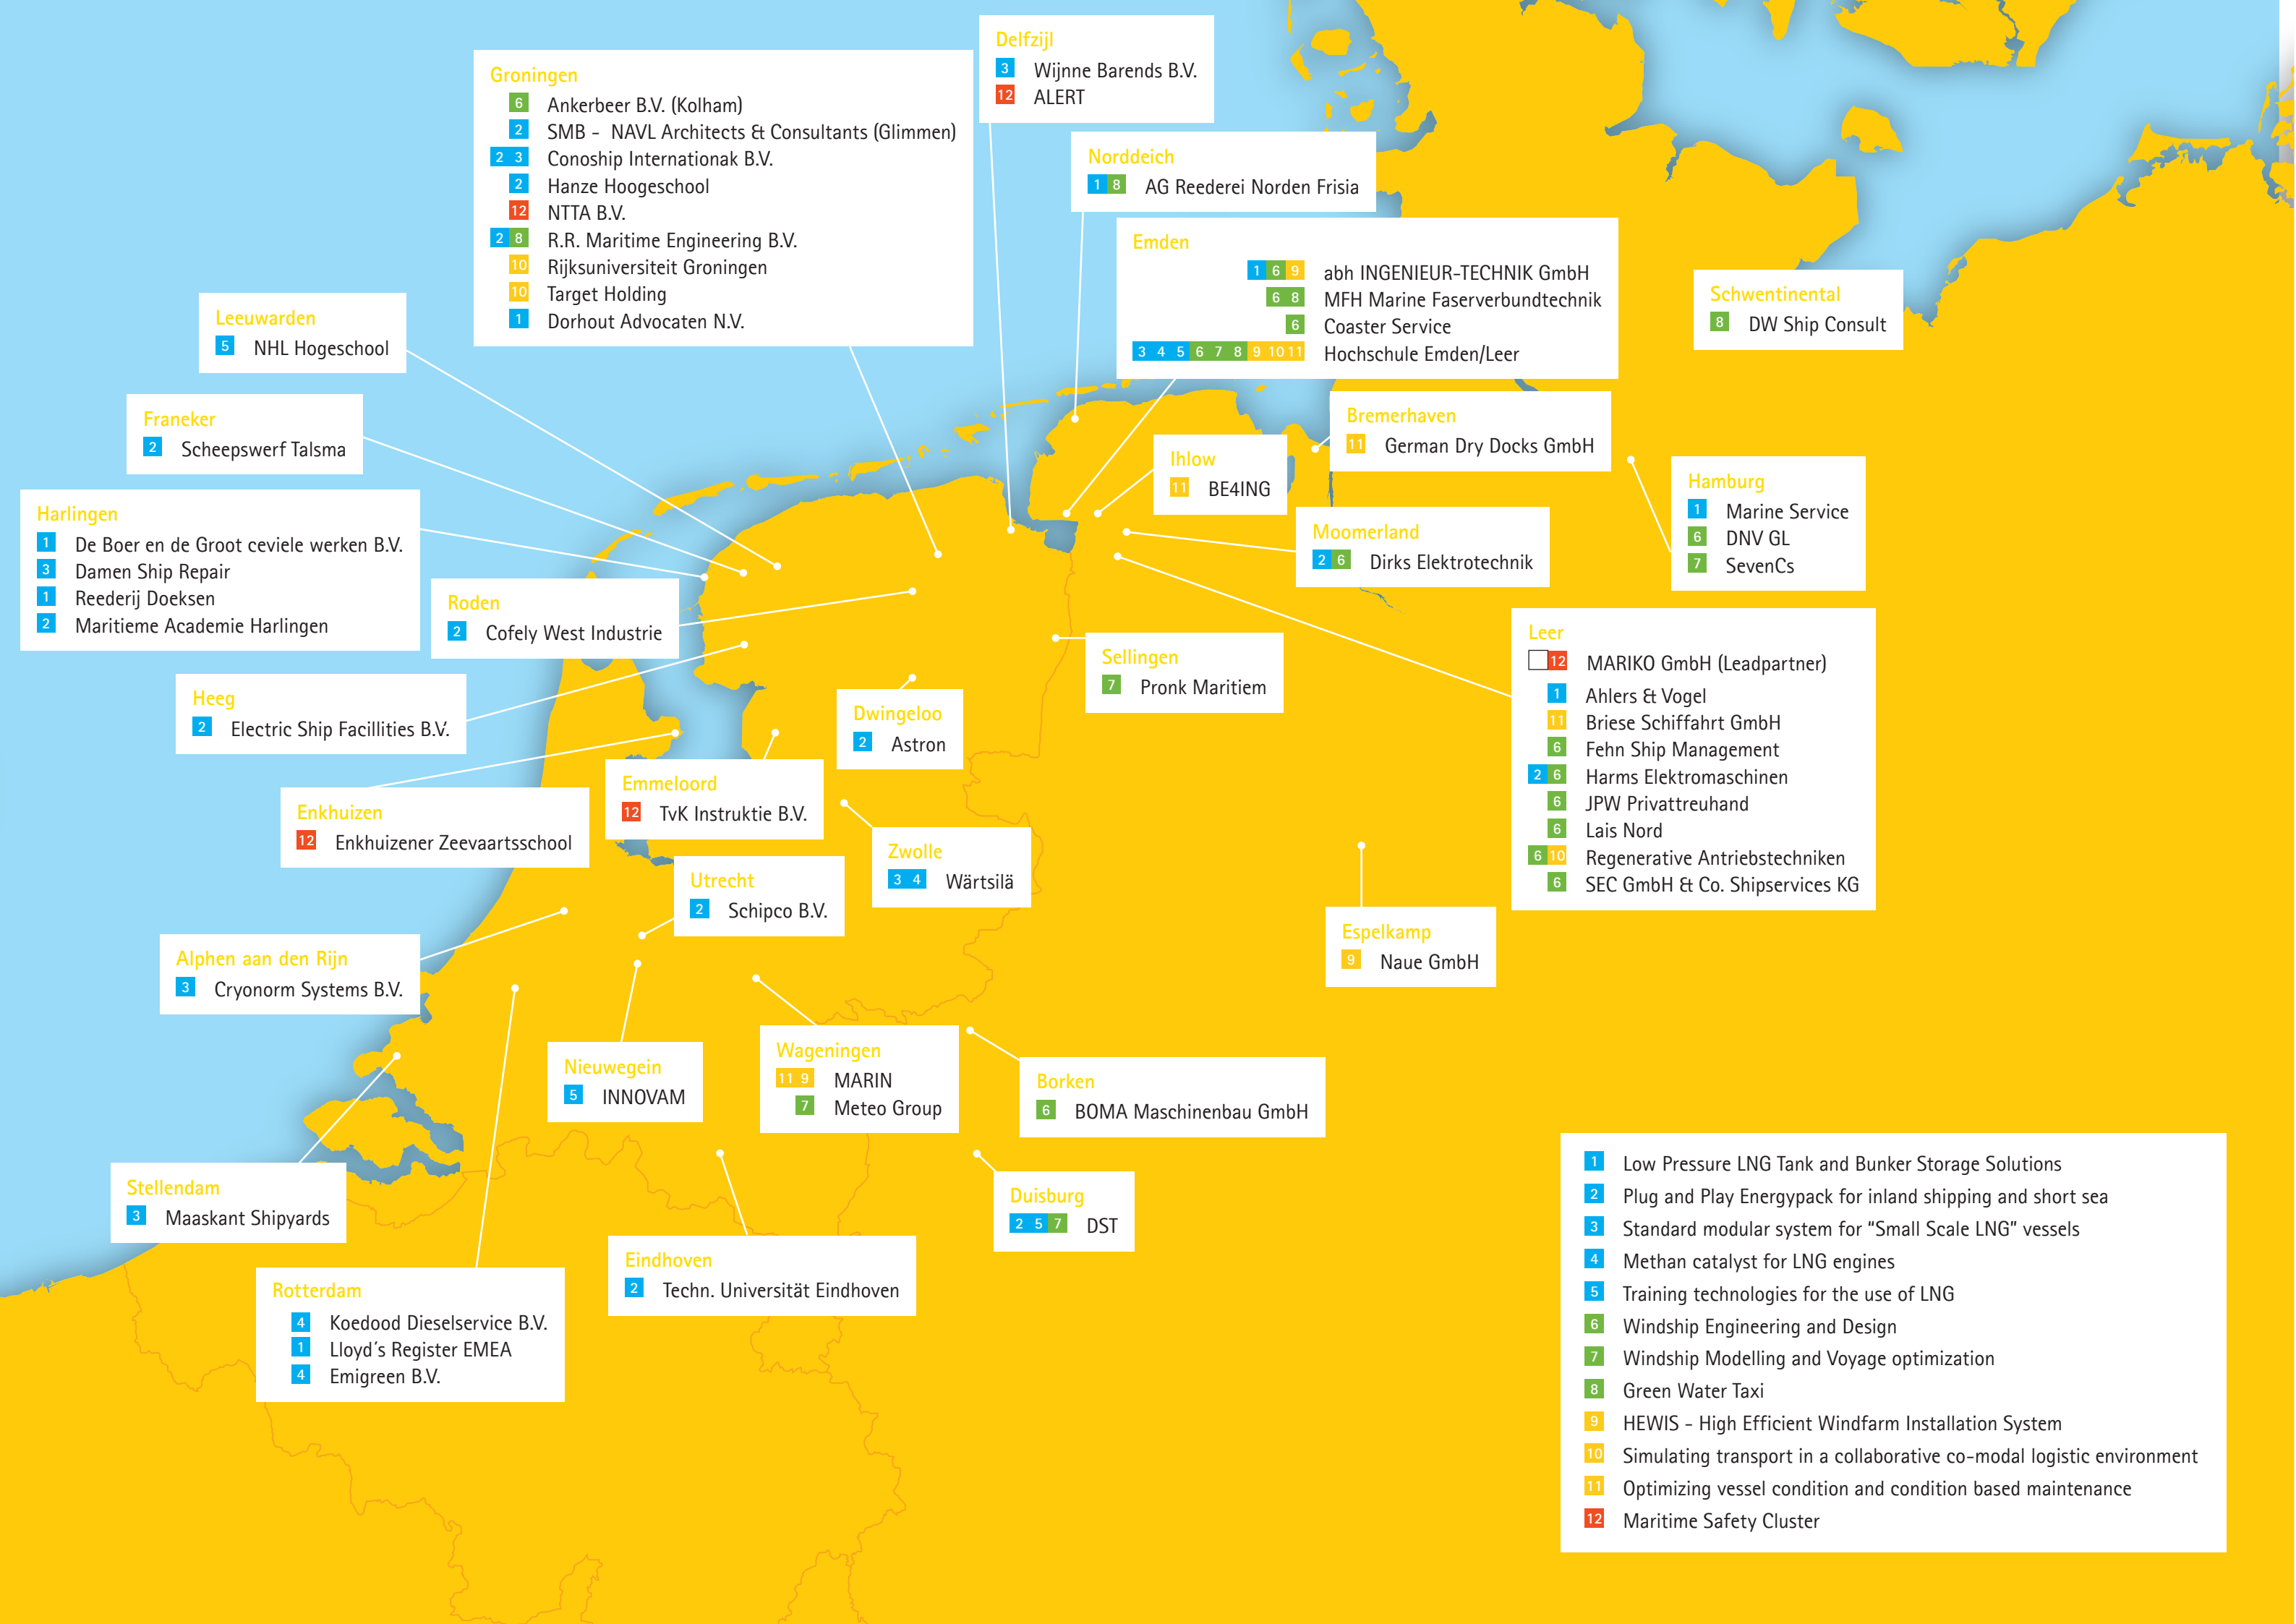 Delfzijl
3 Wijnne Barends B.V.
12 ALERT
Groningen
6 Ankerbeer B.V. (Kolham)
2 SMB - NAVL Architects & Consultants (Glimmen)
2 3 Conoship Internationak B.V.
2 Hanze Hoogeschool
12 NTTA B.V.
2 8 R.R. Maritime Engineering B.V.
10 Rijksuniversiteit Groningen
10 Target Holding
1 Dorhout Advocaten N.V.
Norddeich
1 8 AG Reederei Norden Frisia
Emden
1 6 9 abh INGENIEUR-TECHNIK GmbH
6 8 MFH Marine Faserverbundtechnik
6 Coaster Service
3 4 5 6 7 8 9 10 11 Hochschule Emden/Leer
Schwentinental
8 DW Ship Consult
Leeuwarden
5 NHL Hogeschool
Franeker
2 Scheepswerf Talsma
Bremerhaven
11 German Dry Docks GmbH
Ihlow
11 BE4ING
Hamburg
1 Marine Service
6 DNV GL
7 SevenCs
Harlingen
1 De Boer en de Groot ceviele werken B.V.
3 Damen Ship Repair
1 Reederij Doeksen
2 Maritieme Academie Harlingen
Moomerland
2 6 Dirks Elektrotechnik
Roden
2 Cofely West Industrie
Leer
12 MARIKO GmbH (Leadpartner)
1 Ahlers & Vogel
11 Briese Schiffahrt GmbH
6 Fehn Ship Management
2 6 Harms Elektromaschinen
6 JPW Privattreuhand
6 Lais Nord
6 10 Regenerative Antriebstechniken
6 SEC GmbH & Co. Shipservices KG
Sellingen
7 Pronk Maritiem
Heeg
2 Electric Ship Facillities B.V.
Dwingeloo
2 Astron
Emmeloord
12 TvK Instruktie B.V.
Enkhuizen
12 Enkhuizener Zeevaartsschool
Zwolle
3 4 Wärtsilä
Utrecht
2 Schipco B.V.
Espelkamp
9 Naue GmbH
Alphen aan den Rijn
3 Cryonorm Systems B.V.
Nieuwegein
5 INNOVAM
Wageningen
11 9 MARIN
7 Meteo Group
Borken
6 BOMA Maschinenbau GmbH
Stellendam
3 Maaskant Shipyards
Duisburg
2 5 7 DST
Eindhoven
2 Techn. Universität Eindhoven
Rotterdam
4 Koedood Dieselservice B.V.
1 Lloyd´s Register EMEA
4 Emigreen B.V.
1 Low Pressure LNG Tank and Bunker Storage Solutions
2 Plug and Play Energypack for inland shipping and short sea
3 Standard modular system for “Small Scale LNG” vessels
4 Methan catalyst for LNG engines
5 Training technologies for the use of LNG
6 Windship Engineering and Design
7 Windship Modelling and Voyage optimization
8 Green Water Taxi
9 HEWIS - High Efficient Windfarm Installation System
10 Simulating transport in a collaborative co-modal logistic environment
11 Optimizing vessel condition and condition based maintenance
12 Maritime Safety Cluster